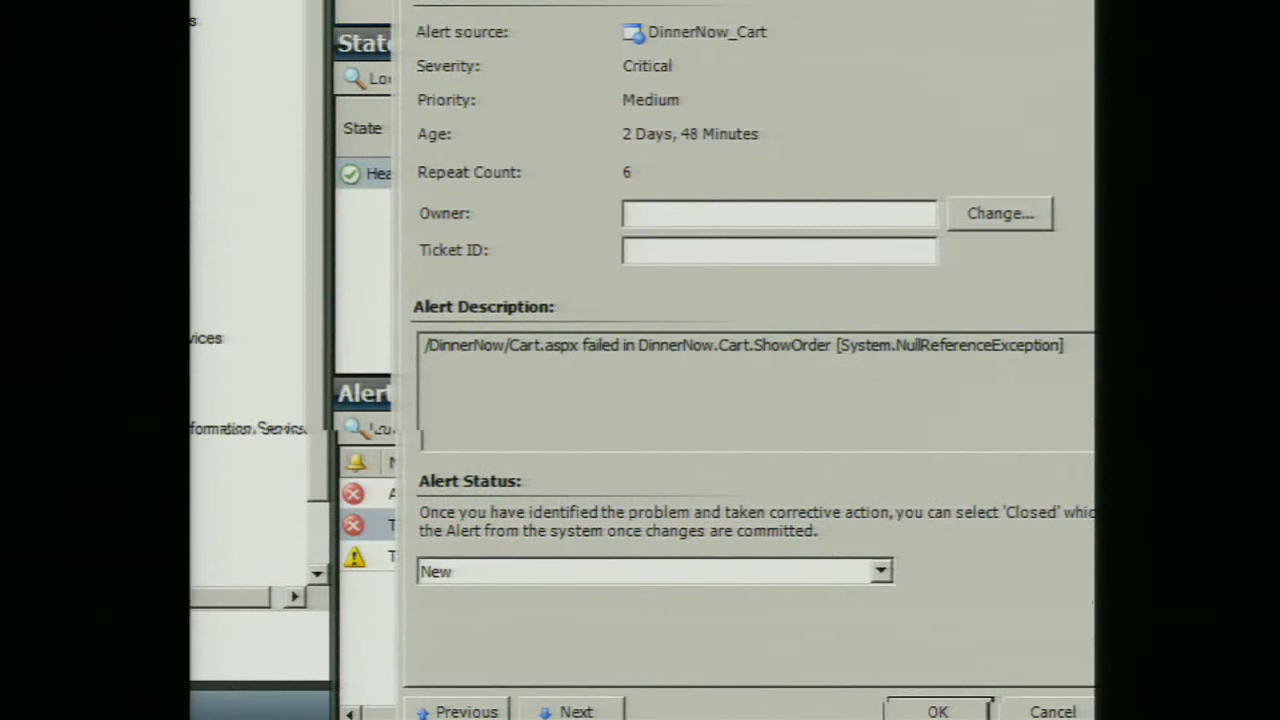 State
State
Alert source: DinnerNow_Cart
Severity: Critical
Priority: Medium
Age: 2 Days, 48 Minutes
Repeat Count: 6
Owner: Change...
Ticket ID:
Alert Description:
/DinnerNow/Cart.aspx failed in DinnerNow.Cart.ShowOrder [System.NullReferenceException]
Alert
Alert Status:
Once you have identified the problem and taken corrective action, you can select 'Closed' whic
the Alert from the system once changes are committed.
New
Previous Next OK Cancel